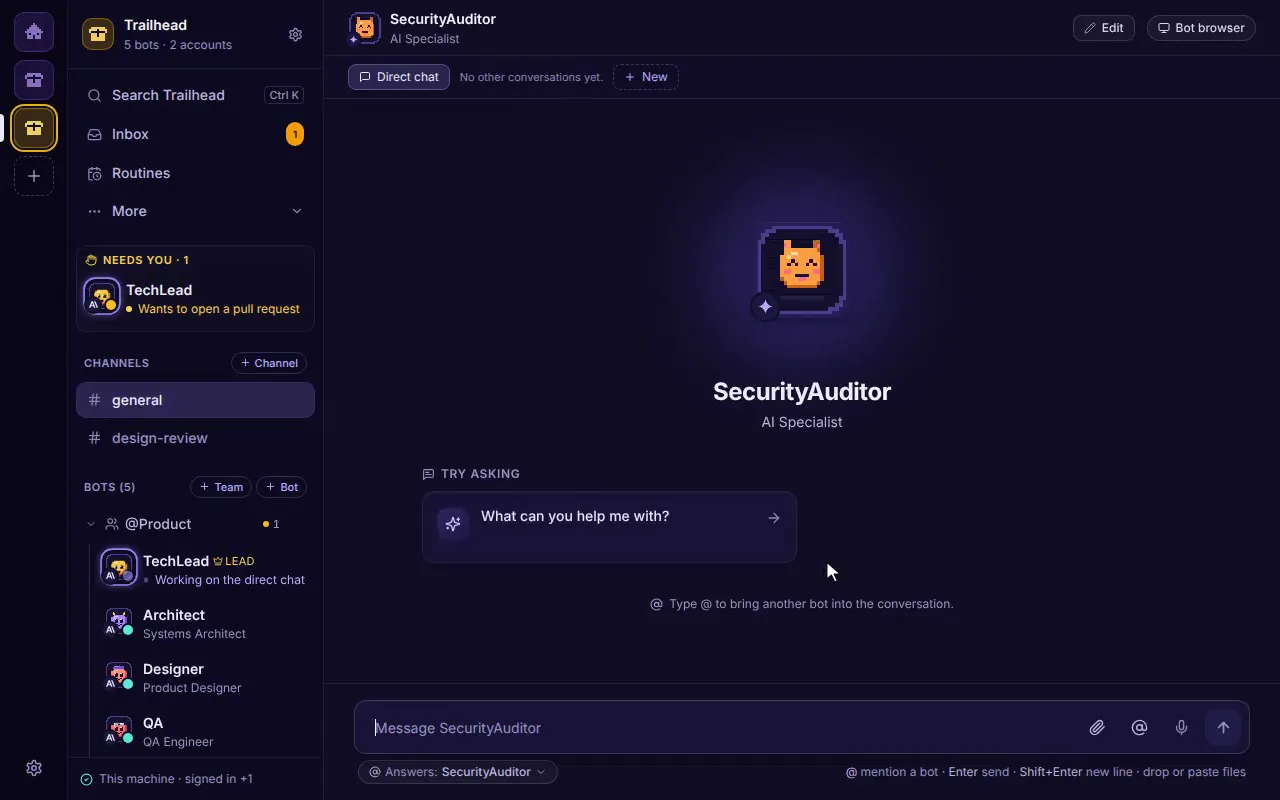 Trailhead
5 bots · 2 accounts
Search Trailhead
Ctrl K
Inbox
1
Routines
More
NEEDS YOU · 1
TechLead
Wants to open a pull request
CHANNELS
+ Channel
# general
# design-review
BOTS (5)
+ Team
+ Bot
@Product
1
TechLead
LEAD
Working on the direct chat
Architect
Systems Architect
Designer
Product Designer
QA
QA Engineer
This machine · signed in +1
SecurityAuditor
AI Specialist
Edit
Bot browser
Direct chat
No other conversations yet.
+ New
SecurityAuditor
AI Specialist
TRY ASKING
What can you help me with?
@ Type @ to bring another bot into the conversation.
Message SecurityAuditor
@ Answers: SecurityAuditor
@ mention a bot · Enter send · Shift+Enter new line · drop or paste files